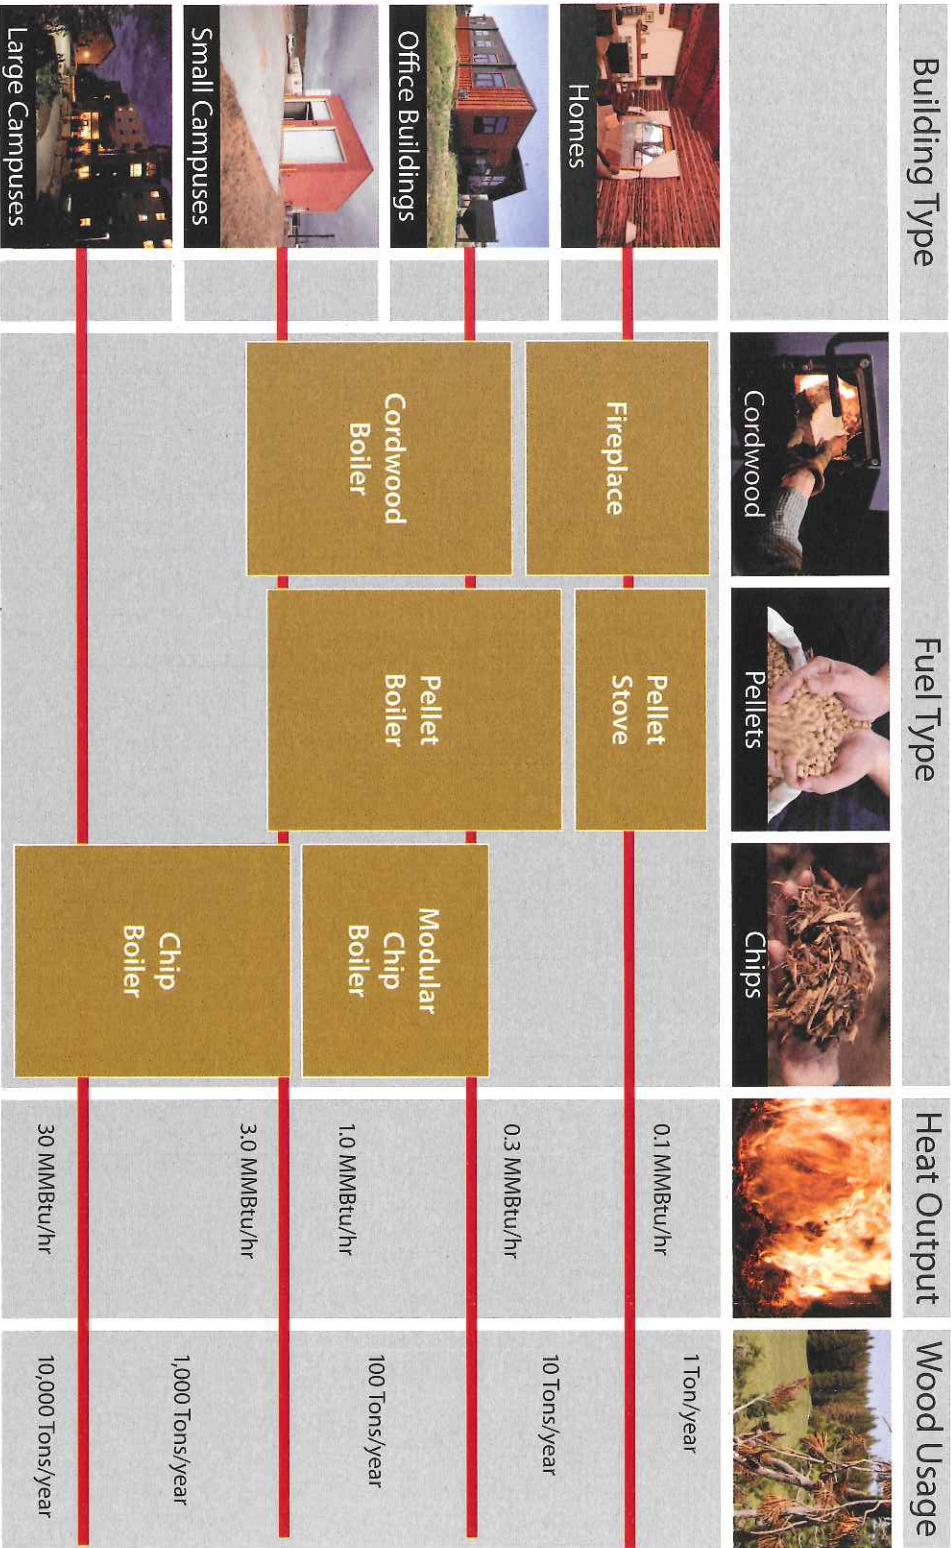 Building Type
Fuel Type
Heat Output
Wood Usage
Cordwood
Pellets
Chips
Homes
Fireplace
Pellet
Stove
0.1 MMBtu/hr
1 Ton/year
Office Buildings
Cordwood
Boiler
Pellet
Boiler
Modular
Chip
Boiler
0.3 MMBtu/hr
10 Tons/year
Small Campuses
1.0 MMBtu/hr
100 Tons/year
Large Campuses
Chip
Boiler
3.0 MMBtu/hr
1,000 Tons/year
30 MMBtu/hr
10,000 Tons/year